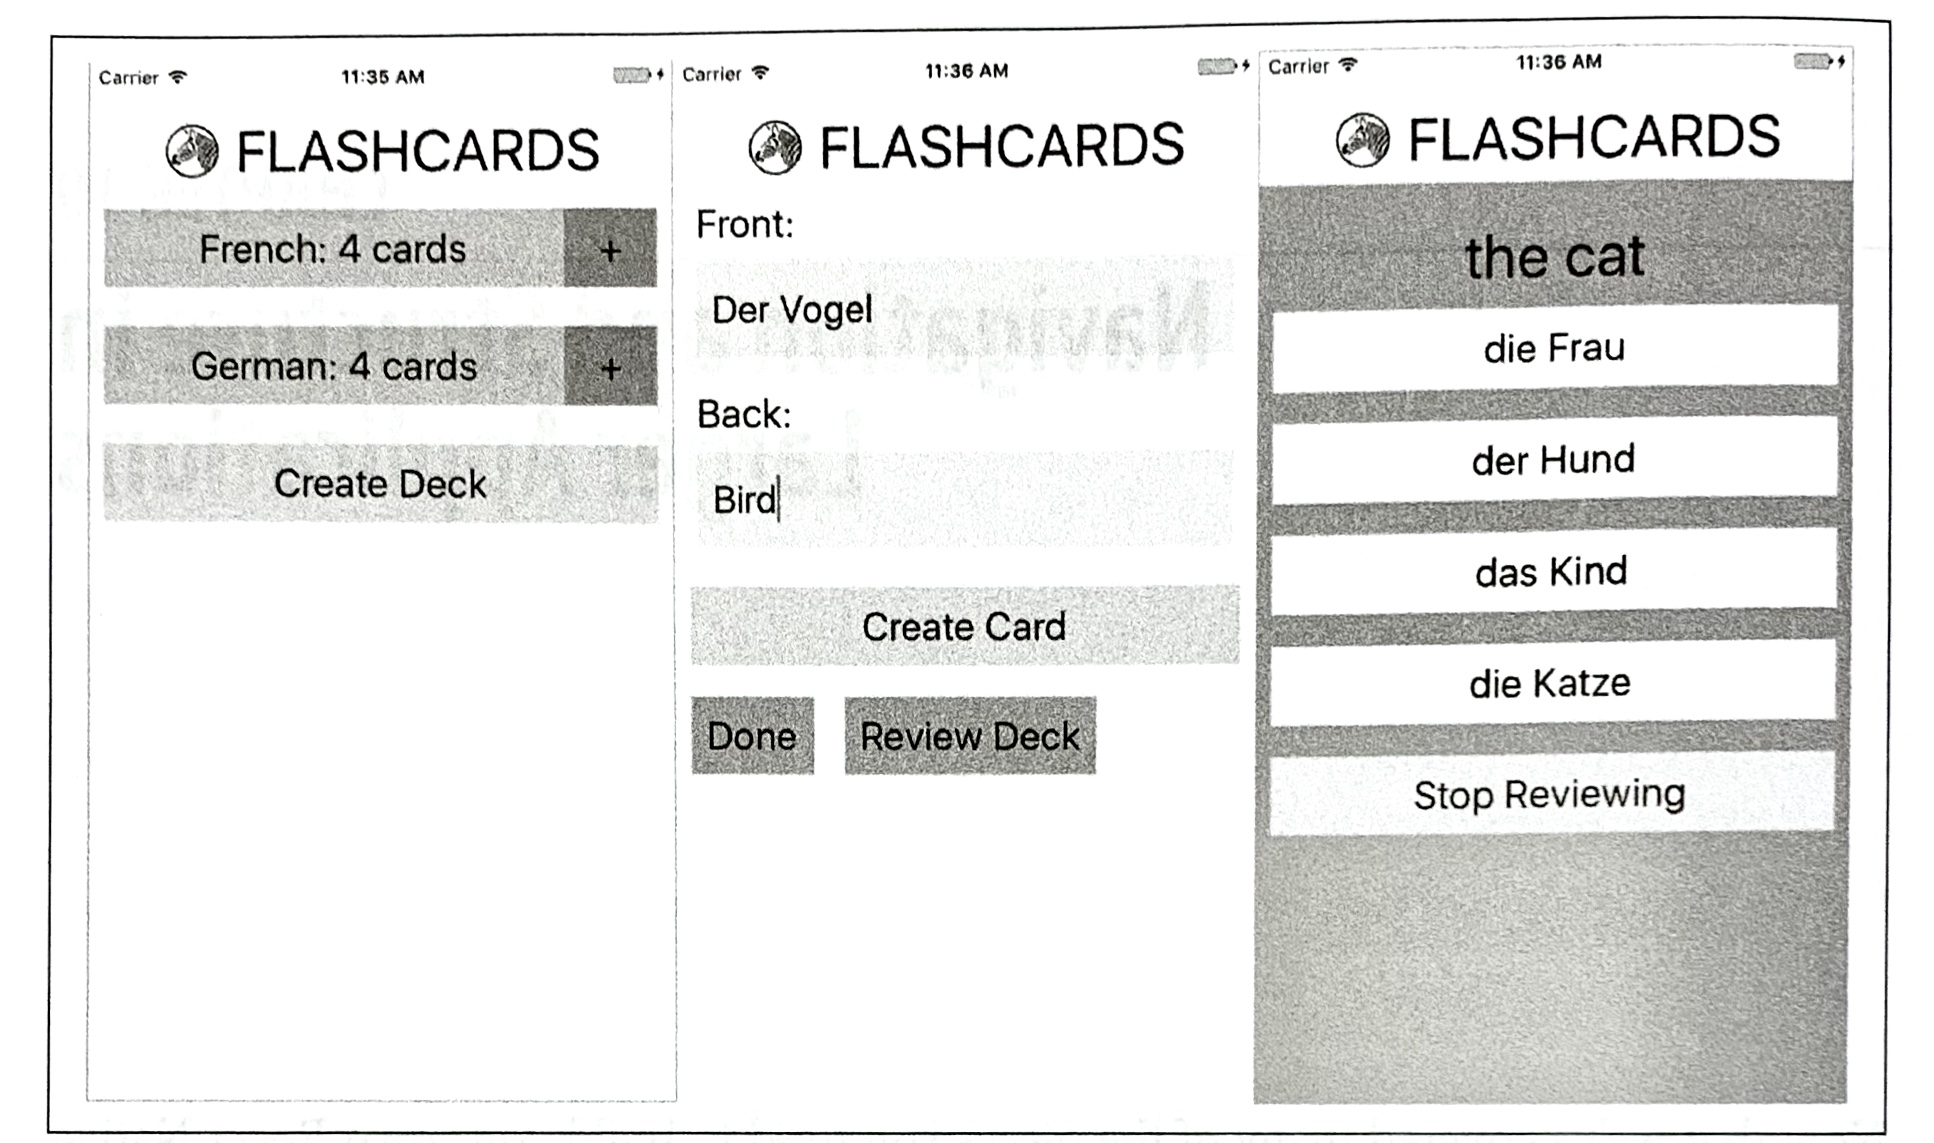 Carrier 11:35 AM
FLASHCARDS
French: 4 cards +
German: 4 cards +
Create Deck
Carrier 11:36 AM
FLASHCARDS
Front:
Der Vogel
Back:
Bird
Create Card
Done Review Deck
Carrier 11:36 AM
FLASHCARDS
the cat
die Frau
der Hund
das Kind
die Katze
Stop Reviewing